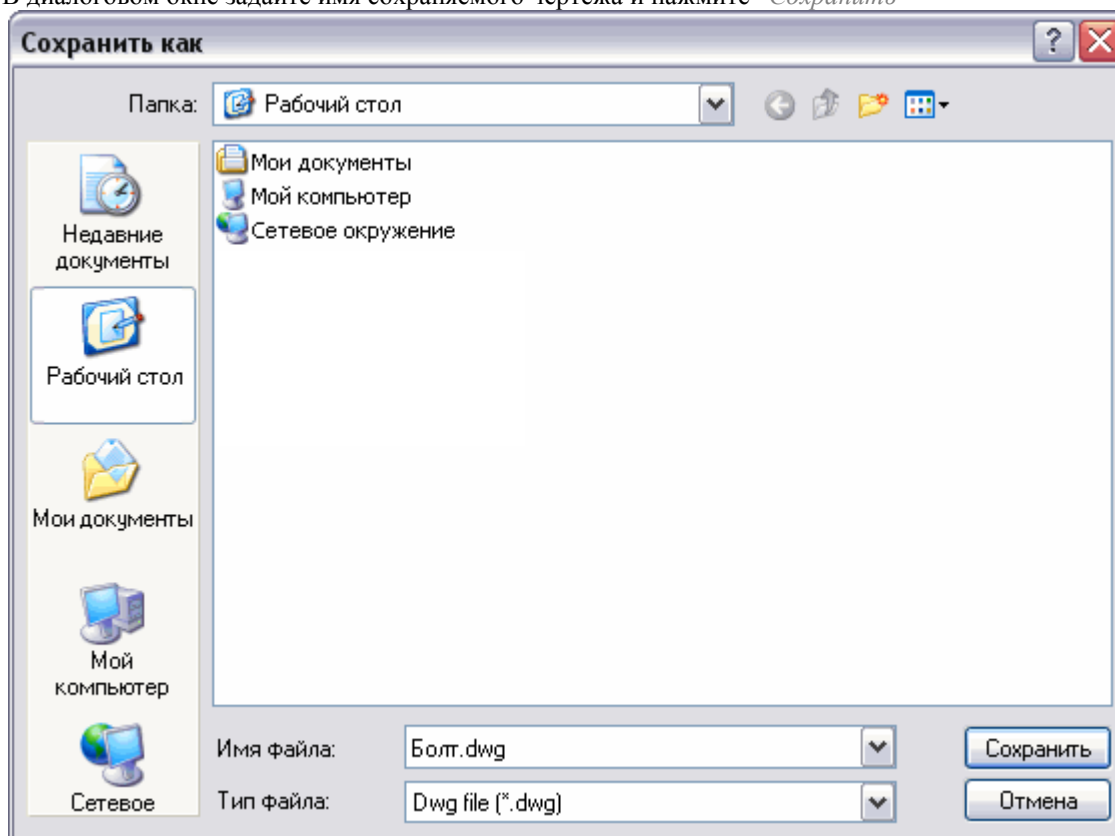 В диалоговом окне задайте имя сохраняемого чертежа и нажмите "Сохранить"
Сохранить как
Папка:
Рабочий стол
Мои документы
Мой компьютер
Сетевое окружение
Недавние
документы
Рабочий стол
Мои документы
Мой
компьютер
Сетевое
Имя файла:
Болт.dwg
Сохранить
Тип файла:
Dwg file (*.dwg)
Отмена